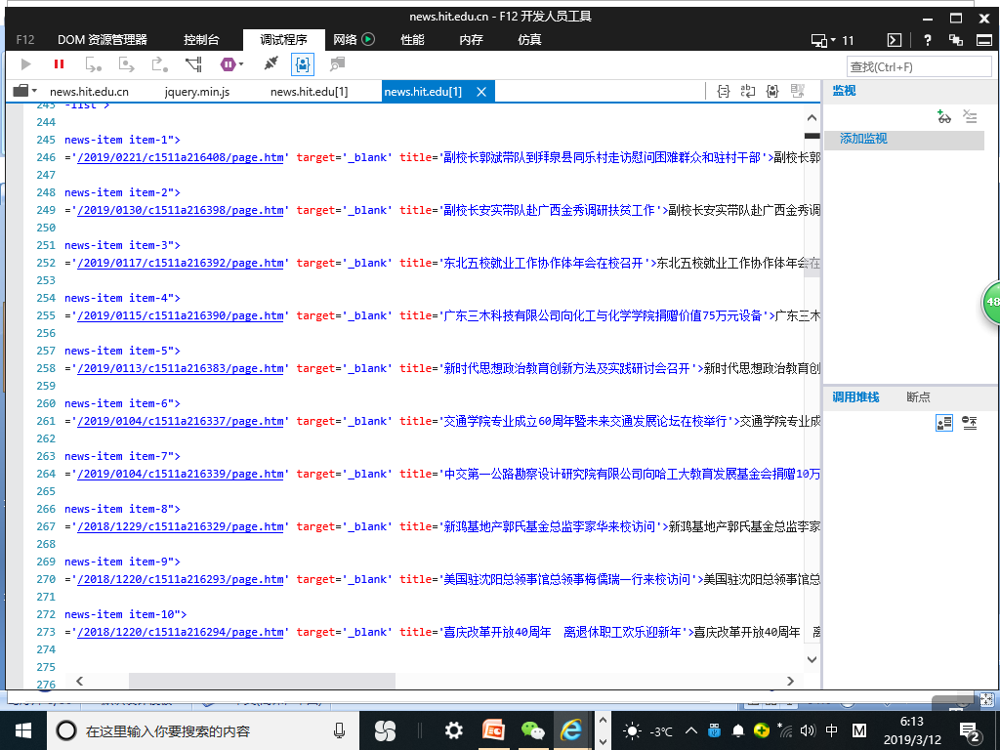 news.hit.edu.cn - F12 开发人员工具
F12 DOM 资源管理器 控制台 调试程序 网络 性能 内存 仿真 11
查找(Ctrl+F)
news.hit.edu.cn jquery.min.js news.hit.edu[1] news.hit.edu[1]
监视
添加监视
244
245 news-item item-1">
246 ='/2019/0221/c1511a216408/page.htm' target='_blank' title='副校长郭斌带队到拜泉县同乐村走访慰问困难群众和驻村干部'>副校长郭
247
248 news-item item-2">
249 ='/2019/0130/c1511a216398/page.htm' target='_blank' title='副校长安实带队赴广西金秀调研扶贫工作'>副校长安实带队赴广西金秀调
250
251 news-item item-3">
252 ='/2019/0117/c1511a216392/page.htm' target='_blank' title='东北五校就业工作协作体年会在校召开'>东北五校就业工作协作体年会在
253
254 news-item item-4">
255 ='/2019/0115/c1511a216390/page.htm' target='_blank' title='广东三木科技有限公司向化工与化学学院捐赠价值75万元设备'>广东三木
256
257 news-item item-5">
258 ='/2019/0113/c1511a216383/page.htm' target='_blank' title='新时代思想政治教育创新方法及实践研讨会召开'>新时代思想政治教育创
259
260 news-item item-6">
261 ='/2019/0104/c1511a216337/page.htm' target='_blank' title='交通学院专业成立60周年暨未来交通发展论坛在校举行'>交通学院专业成
262
263 news-item item-7">
264 ='/2019/0104/c1511a216339/page.htm' target='_blank' title='中交第一公路勘察设计研究院有限公司向哈工大教育发展基金会捐赠10万
265
266 news-item item-8">
267 ='/2018/1229/c1511a216329/page.htm' target='_blank' title='新鸿基地产郭氏基金总监李家华来校访问'>新鸿基地产郭氏基金总监李家
268
269 news-item item-9">
270 ='/2018/1220/c1511a216293/page.htm' target='_blank' title='美国驻沈阳总领事馆总领事梅儒瑞一行来校访问'>美国驻沈阳总领事馆总
271
272 news-item item-10">
273 ='/2018/1220/c1511a216294/page.htm' target='_blank' title='喜庆改革开放40周年　离退休职工欢乐迎新年'>喜庆改革开放40周年　离
274
275
276
调用堆栈 断点
48
在这里输入你要搜索的内容
-3℃ 中 M
6:13
2019/3/12
2